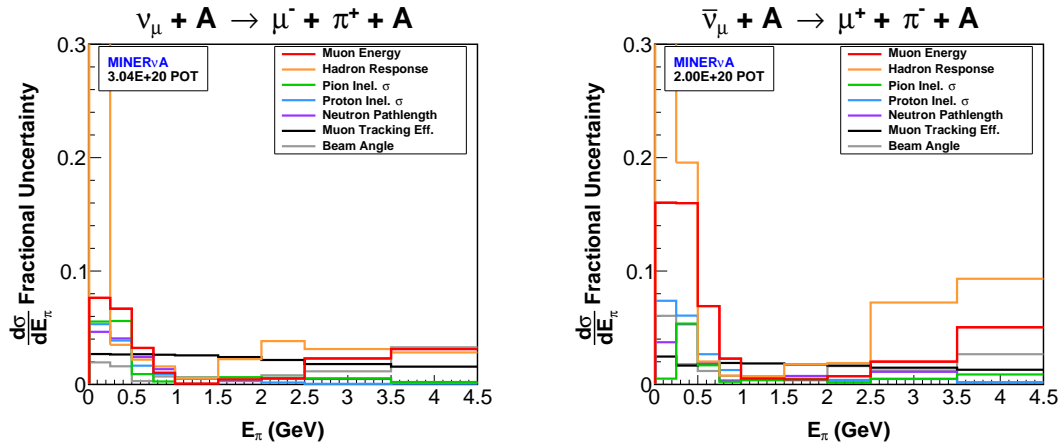 νμ + A → μ- + π+ + A
0.3
0.2
0.1
0
dσ/dEπ Fractional Uncertainty
MINERνA
3.04E+20 POT
Muon Energy
Hadron Response
Pion Inel. σ
Proton Inel. σ
Neutron Pathlength
Muon Tracking Eff.
Beam Angle
0 0.5 1 1.5 2 2.5 3 3.5 4 4.5
Eπ (GeV)
ν̄μ + A → μ+ + π- + A
0.3
0.2
0.1
0
dσ/dEπ Fractional Uncertainty
MINERνA
2.00E+20 POT
Muon Energy
Hadron Response
Pion Inel. σ
Proton Inel. σ
Neutron Pathlength
Muon Tracking Eff.
Beam Angle
0 0.5 1 1.5 2 2.5 3 3.5 4 4.5
Eπ (GeV)